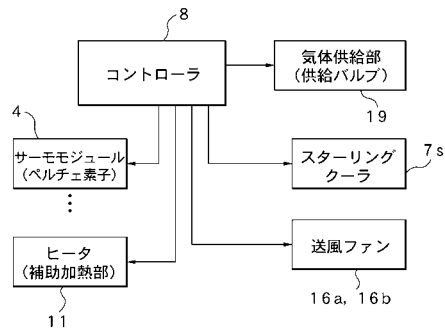 8
コントローラ
気体供給部
(供給バルブ)
19
4
サーモモジュール
(ペルチェ素子)
スターリング
クーラ
7s
ヒータ
(補助加熱部)
11
送風ファン
16a, 16b